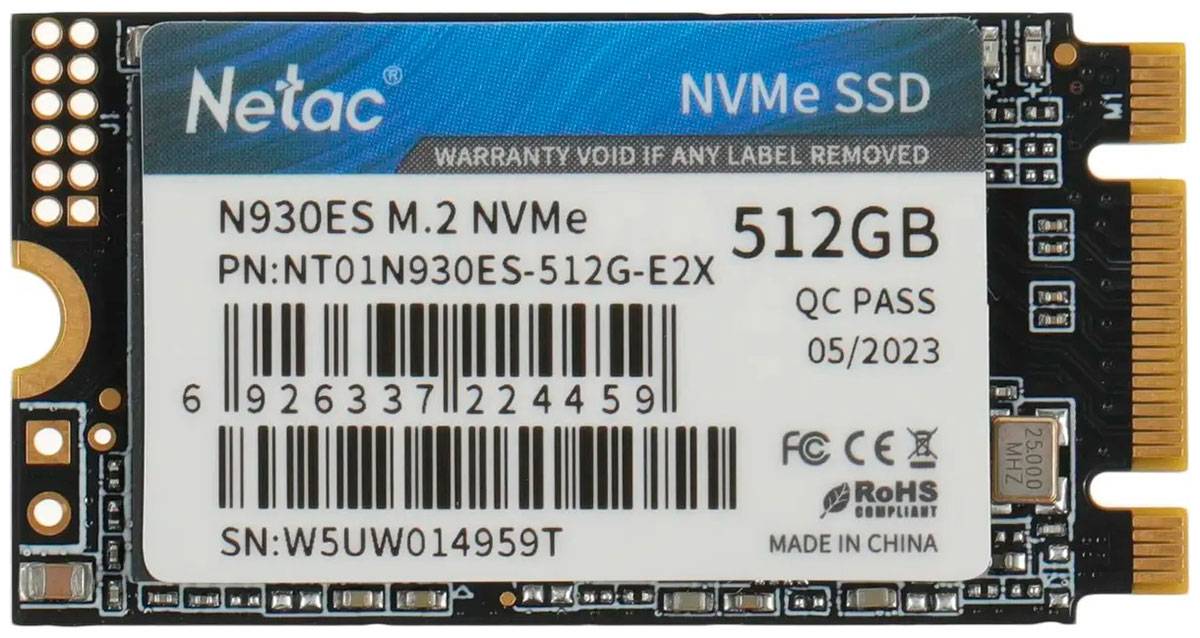 Netac®
NVMe SSD
WARRANTY VOID IF ANY LABEL REMOVED
N930ES M.2 NVMe
512GB
PN:NT01N930ES-512G-E2X
QC PASS
05/2023
6 926337 224459
FC CE
RoHS
COMPLIANT
SN:W5UW014959T
MADE IN CHINA
J1
M1
25.000
MHZ